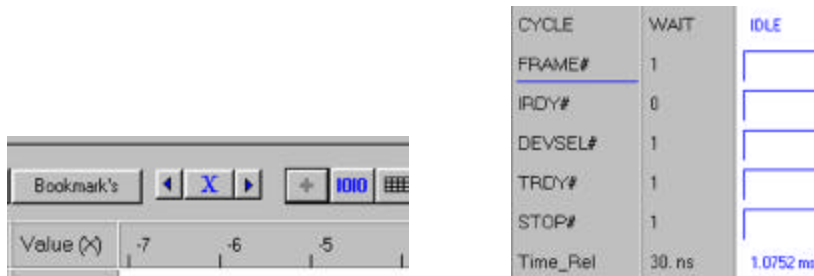 Bookmark's X + 1010
Value (X) -7 -6 -5
CYCLE WAIT IDLE
FRAME# 1
IRDY# 0
DEVSEL# 1
TRDY# 1
STOP# 1
Time_Rel 30. ns 1.0752 ms